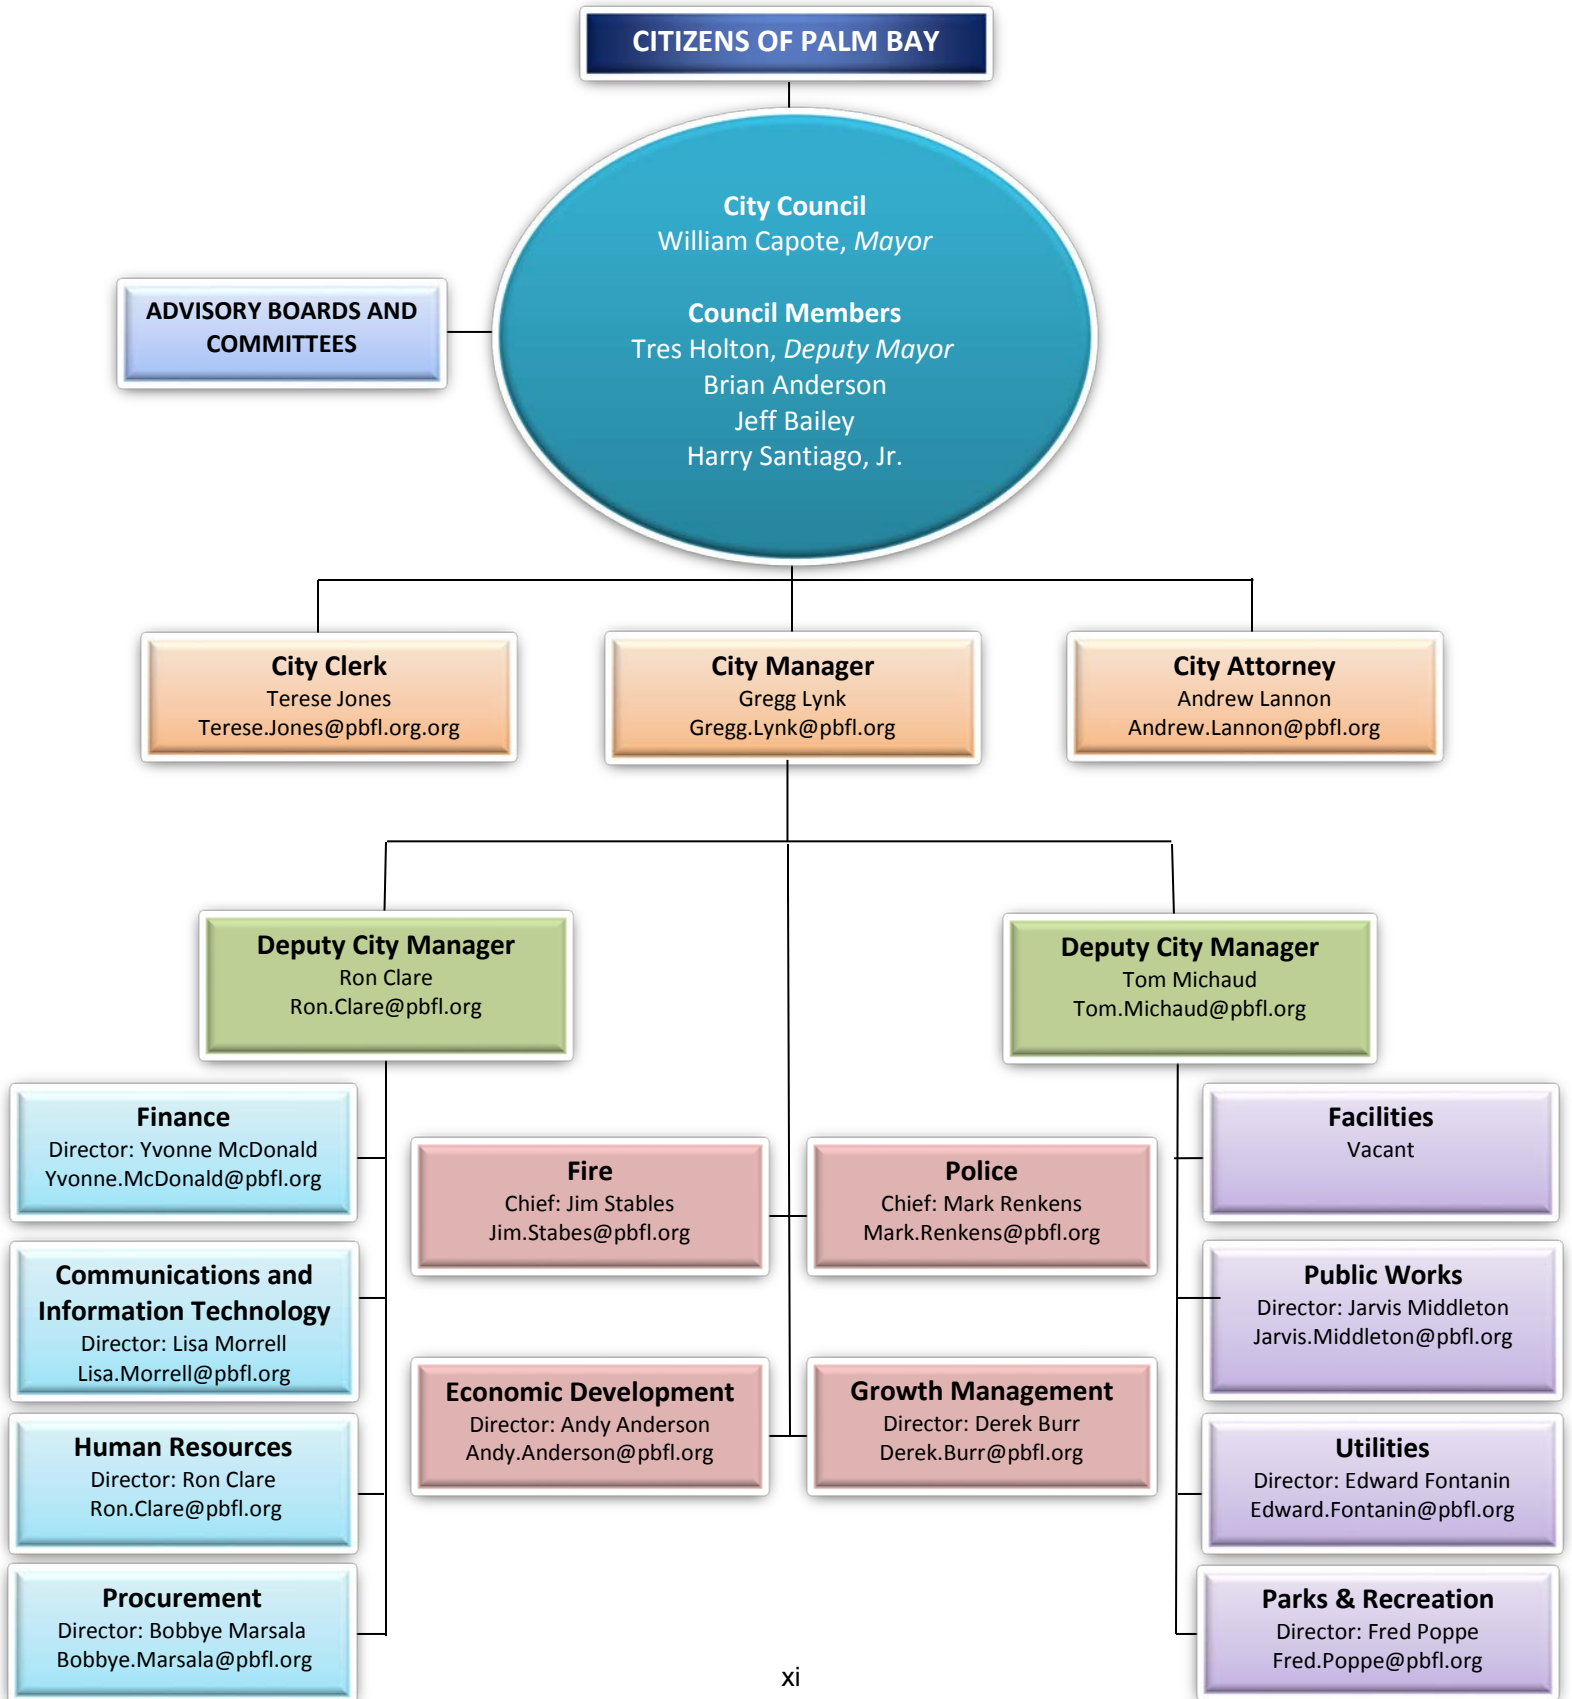 CITIZENS OF PALM BAY
City Council
William Capote, Mayor
Council Members
Tres Holton, Deputy Mayor
Brian Anderson
Jeff Bailey
Harry Santiago, Jr.
ADVISORY BOARDS AND
COMMITTEES
City Clerk
Terese Jones
Terese.Jones@pbfl.org.org
City Manager
Gregg Lynk
Gregg.Lynk@pbfl.org
City Attorney
Andrew Lannon
Andrew.Lannon@pbfl.org
Deputy City Manager
Ron Clare
Ron.Clare@pbfl.org
Deputy City Manager
Tom Michaud
Tom.Michaud@pbfl.org
Finance
Director: Yvonne McDonald
Yvonne.McDonald@pbfl.org
Communications and
Information Technology
Director: Lisa Morrell
Lisa.Morrell@pbfl.org
Human Resources
Director: Ron Clare
Ron.Clare@pbfl.org
Procurement
Director: Bobbye Marsala
Bobbye.Marsala@pbfl.org
Fire
Chief: Jim Stables
Jim.Stabes@pbfl.org
Police
Chief: Mark Renkens
Mark.Renkens@pbfl.org
Economic Development
Director: Andy Anderson
Andy.Anderson@pbfl.org
Growth Management
Director: Derek Burr
Derek.Burr@pbfl.org
Facilities
Vacant
Public Works
Director: Jarvis Middleton
Jarvis.Middleton@pbfl.org
Utilities
Director: Edward Fontanin
Edward.Fontanin@pbfl.org
Parks & Recreation
Director: Fred Poppe
Fred.Poppe@pbfl.org
xi